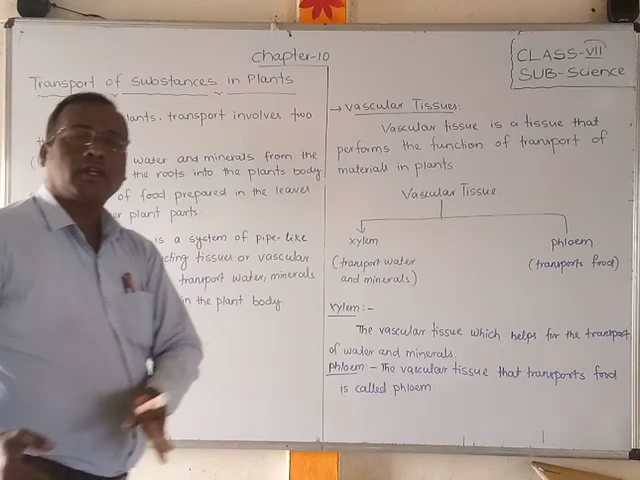 Chapter-10
CLASS-VII
SUB-Science
Transport of Substances in Plants
plants, transport involves two
water and minerals from the
the roots into the plants body
of food prepared in the leaves
plant parts.
is a system of pipe-like
tissues or vascular
transport water, minerals
in the plant body
→ Vascular Tissues:
Vascular tissue is a tissue that
performs the function of transport of
materials in plants
Vascular Tissue
xylem
phloem
(transport water
and minerals)
(transports food)
xylem:-
The vascular tissue which helps for the transport
of water and minerals.
phloem:- The vascular tissue that transports food
is called phloem